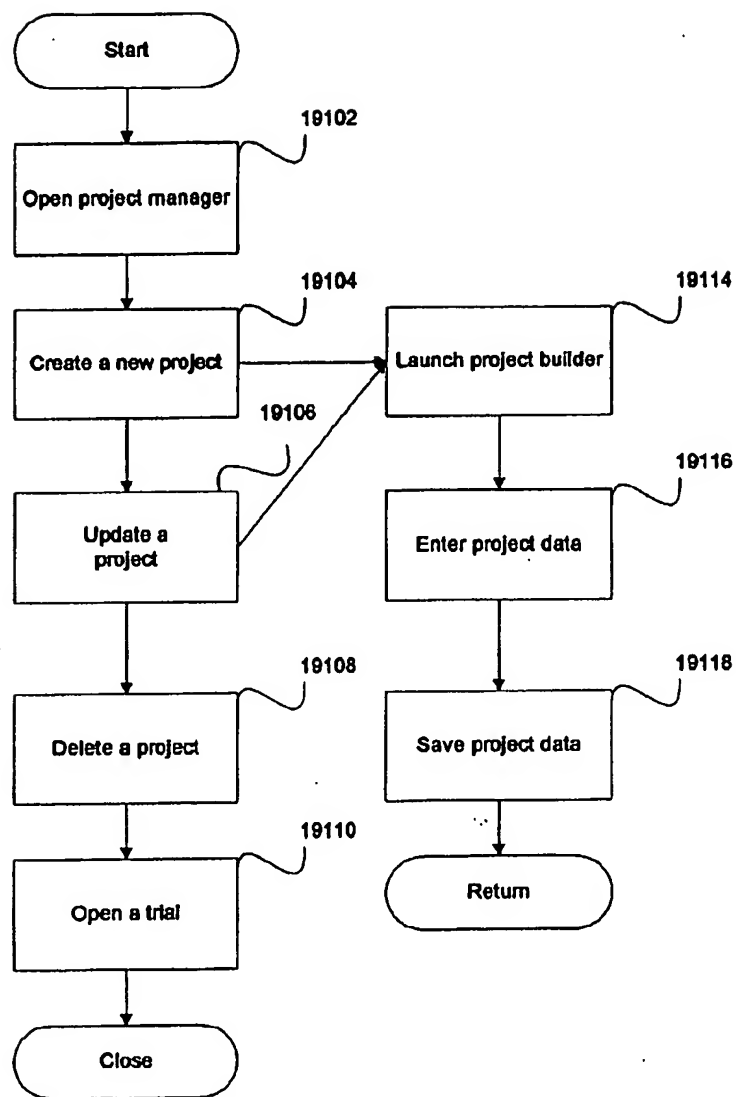 Start
19102
Open project manager
19104
Create a new project
19106
Update a
project
19108
Delete a project
19110
Open a trial
Close
19114
Launch project builder
19116
Enter project data
19118
Save project data
Return